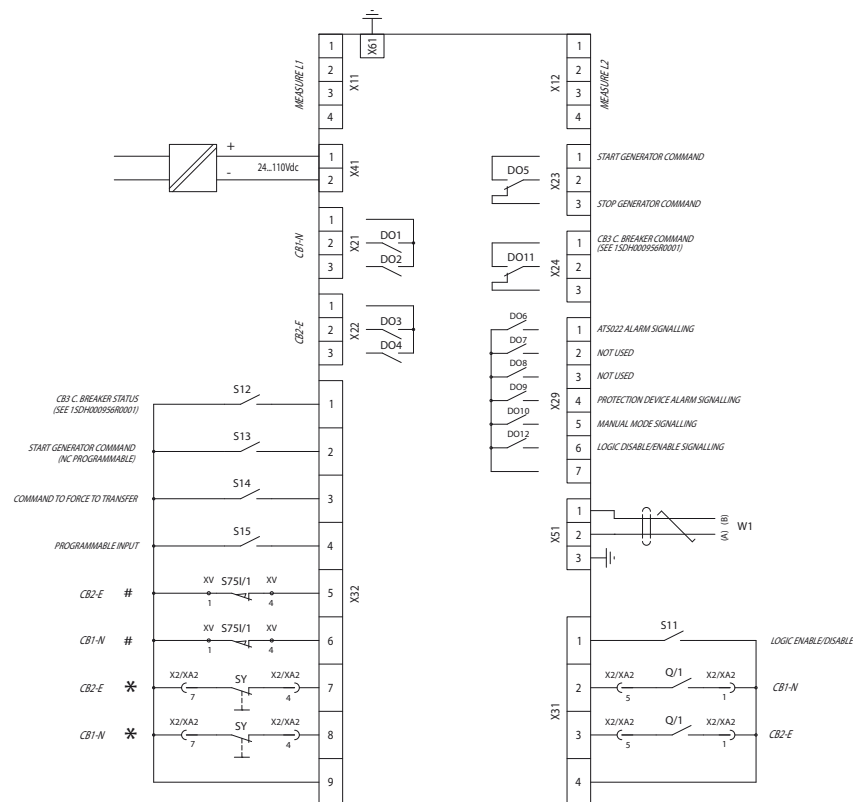 X61
MEASURE L1
1
2
3
4
X11
X12
1
2
3
4
MEASURE L2
+
-
24...110Vdc
1
2
X41
DO5
X23
1
2
3
START GENERATOR COMMAND
STOP GENERATOR COMMAND
CB1-N
1
2
3
X21
DO1
DO2
DO11
X24
1
2
3
CB3 C. BREAKER COMMAND
(SEE 1SDH000956R0001)
CB2-E
1
2
3
X22
DO3
DO4
DO6
DO7
DO8
DO9
DO10
DO12
X29
1
2
3
4
5
6
7
ATS022 ALARM SIGNALLING
NOT USED
NOT USED
PROTECTION DEVICE ALARM SIGNALLING
MANUAL MODE SIGNALLING
LOGIC DISABLE/ENABLE SIGNALLING
X51
1
2
3
(A) (B)
W1
CB3 C. BREAKER STATUS
(SEE 1SDH000956R0001)
S12
1
START GENERATOR COMMAND
(NC PROGRAMMABLE)
S13
2
COMMAND TO FORCE TO TRANSFER
S14
3
PROGRAMMABLE INPUT
S15
4
X32
CB2-E #
XV S75I/1 XV
1 4
5
CB1-N #
XV S75I/1 XV
1 4
6
CB2-E *
X2/XA2 SY X2/XA2
7 4
7
CB1-N *
X2/XA2 SY X2/XA2
7 4
8
9
X31
1
S11
LOGIC ENABLE/DISABLE
2
X2/XA2 Q/1 X2/XA2
5 1
CB1-N
3
X2/XA2 Q/1 X2/XA2
5 1
CB2-E
4